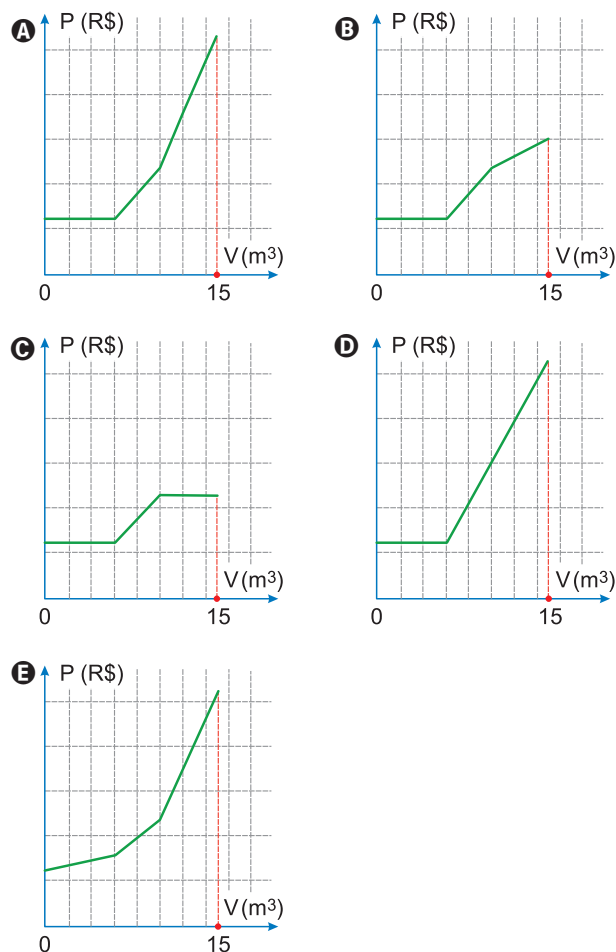 A P (R$)
V (m³)
0 15
B P (R$)
V (m³)
0 15
C P (R$)
V (m³)
0 15
D P (R$)
V (m³)
0 15
E P (R$)
V (m³)
0 15